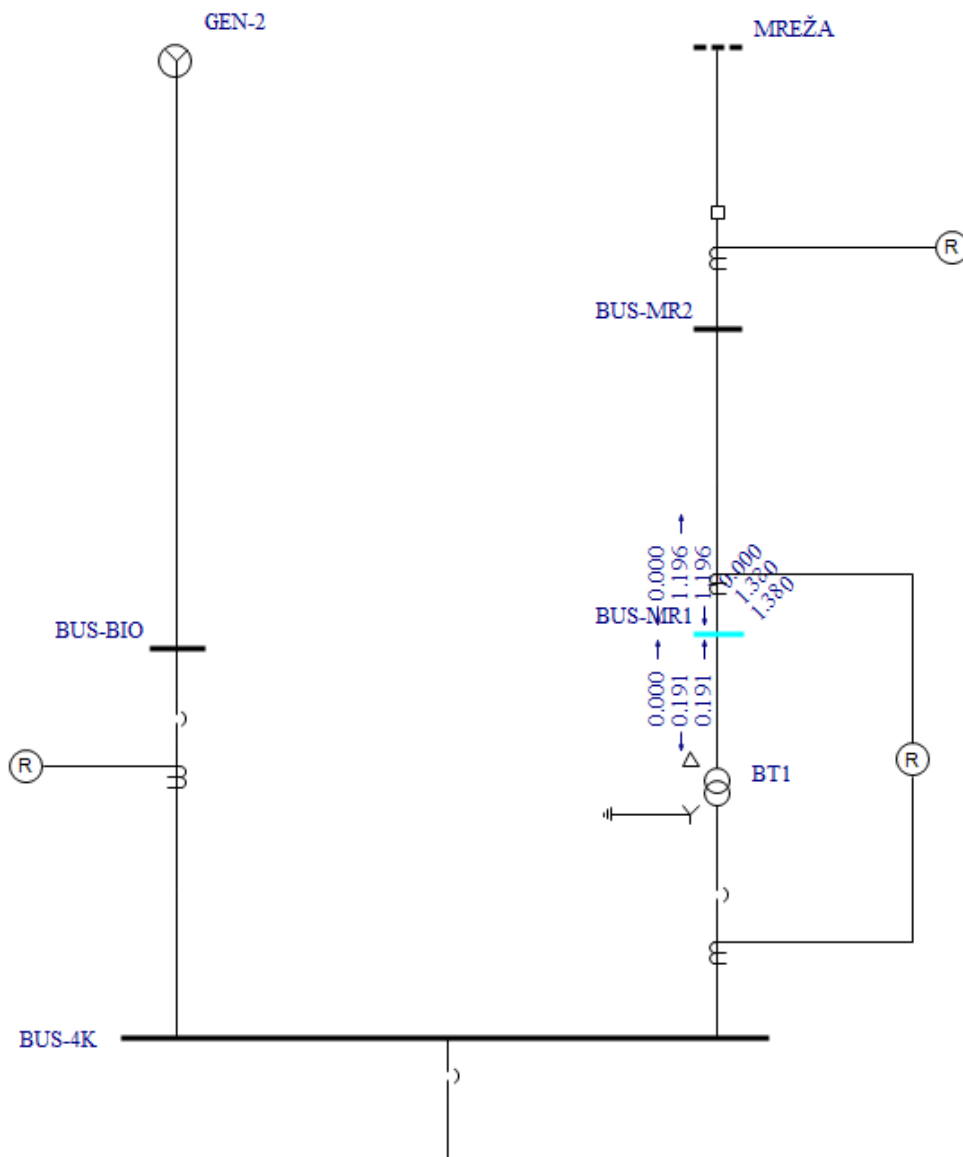 GEN-2
MREŽA
R
BUS-MR2
0.000
1.196
1.196
0.000
1.380
1.380
BUS-MR1
BUS-BIO
0.000
0.191
0.191
R
R
BT1
BUS-4K